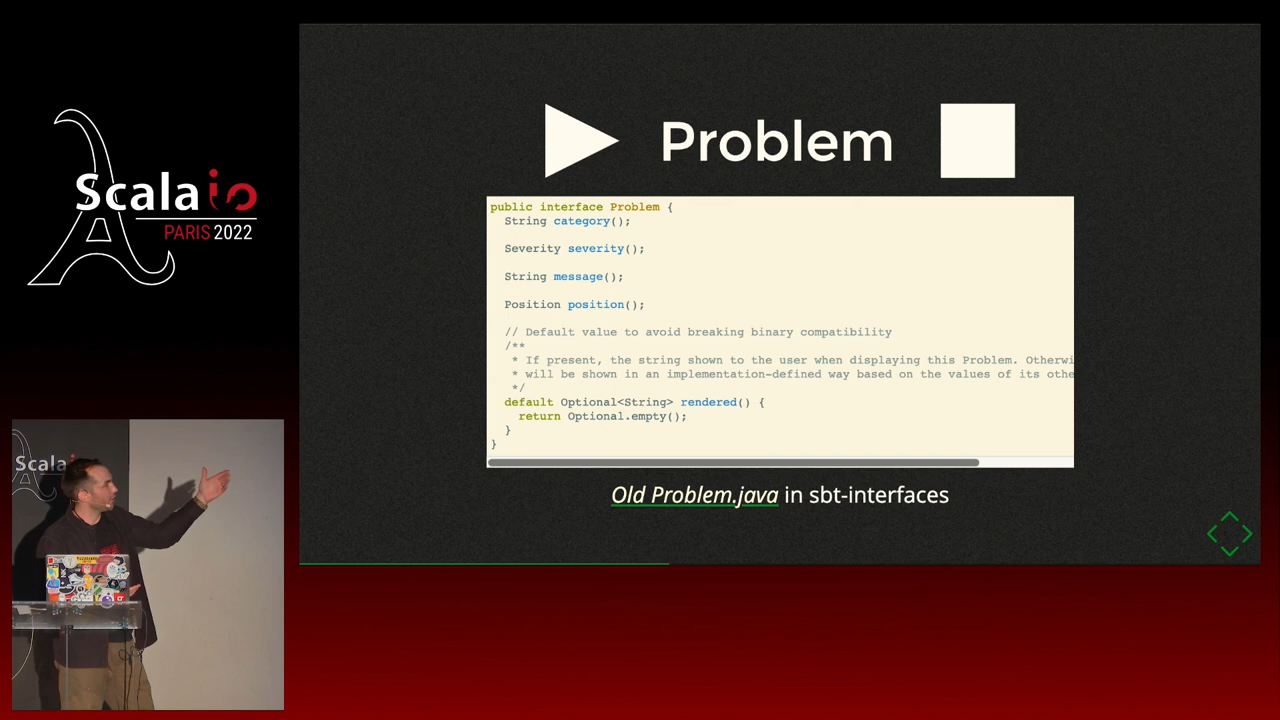 Scala io
PARIS 2022
Problem
public interface Problem {
String category();
Severity severity();
String message();
Position position();
// Default value to avoid breaking binary compatibility
/**
* If present, the string shown to the user when displaying this Problem. Otherwi
* will be shown in an implementation-defined way based on the values of its othe
*/
default Optional<String> rendered() {
return Optional.empty();
}
}
Old Problem.java in sbt-interfaces
Scala